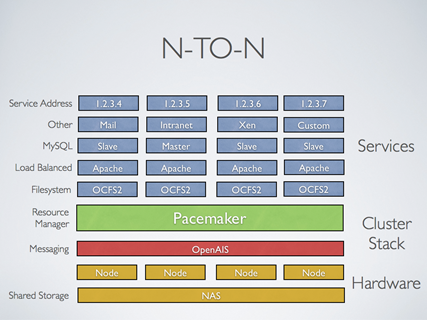 N-TO-N
Service Address 1.2.3.4 1.2.3.5 1.2.3.6 1.2.3.7
Other Mail Intranet Xen Custom
MySQL Slave Master Slave Slave
Services
Load Balanced Apache Apache Apache Apache
Filesystem OCFS2 OCFS2 OCFS2 OCFS2
Resource Manager Pacemaker
Cluster Stack
Messaging OpenAIS
Node Node Node Node
Hardware
Shared Storage NAS